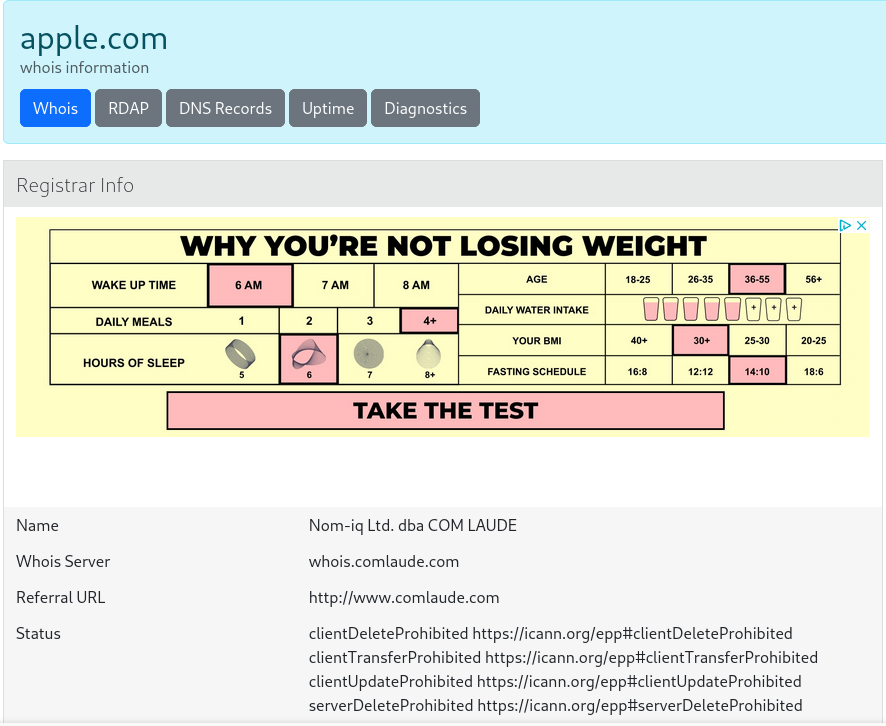 apple.com
whois information
Whois RDAP DNS Records Uptime Diagnostics
Registrar Info
WHY YOU'RE NOT LOSING WEIGHT
WAKE UP TIME 6 AM 7 AM 8 AM
DAILY MEALS 1 2 3 4+
HOURS OF SLEEP 5 6 7 8+
AGE 18-25 26-35 36-55 56+
DAILY WATER INTAKE + + +
YOUR BMI 40+ 30+ 25-30 20-25
FASTING SCHEDULE 16:8 12:12 14:10 18:6
TAKE THE TEST
Name Nom-iq Ltd. dba COM LAUDE
Whois Server whois.comlaude.com
Referral URL http://www.comlaude.com
Status clientDeleteProhibited https://icann.org/epp#clientDeleteProhibited
clientTransferProhibited https://icann.org/epp#clientTransferProhibited
clientUpdateProhibited https://icann.org/epp#clientUpdateProhibited
serverDeleteProhibited https://icann.org/epp#serverDeleteProhibited